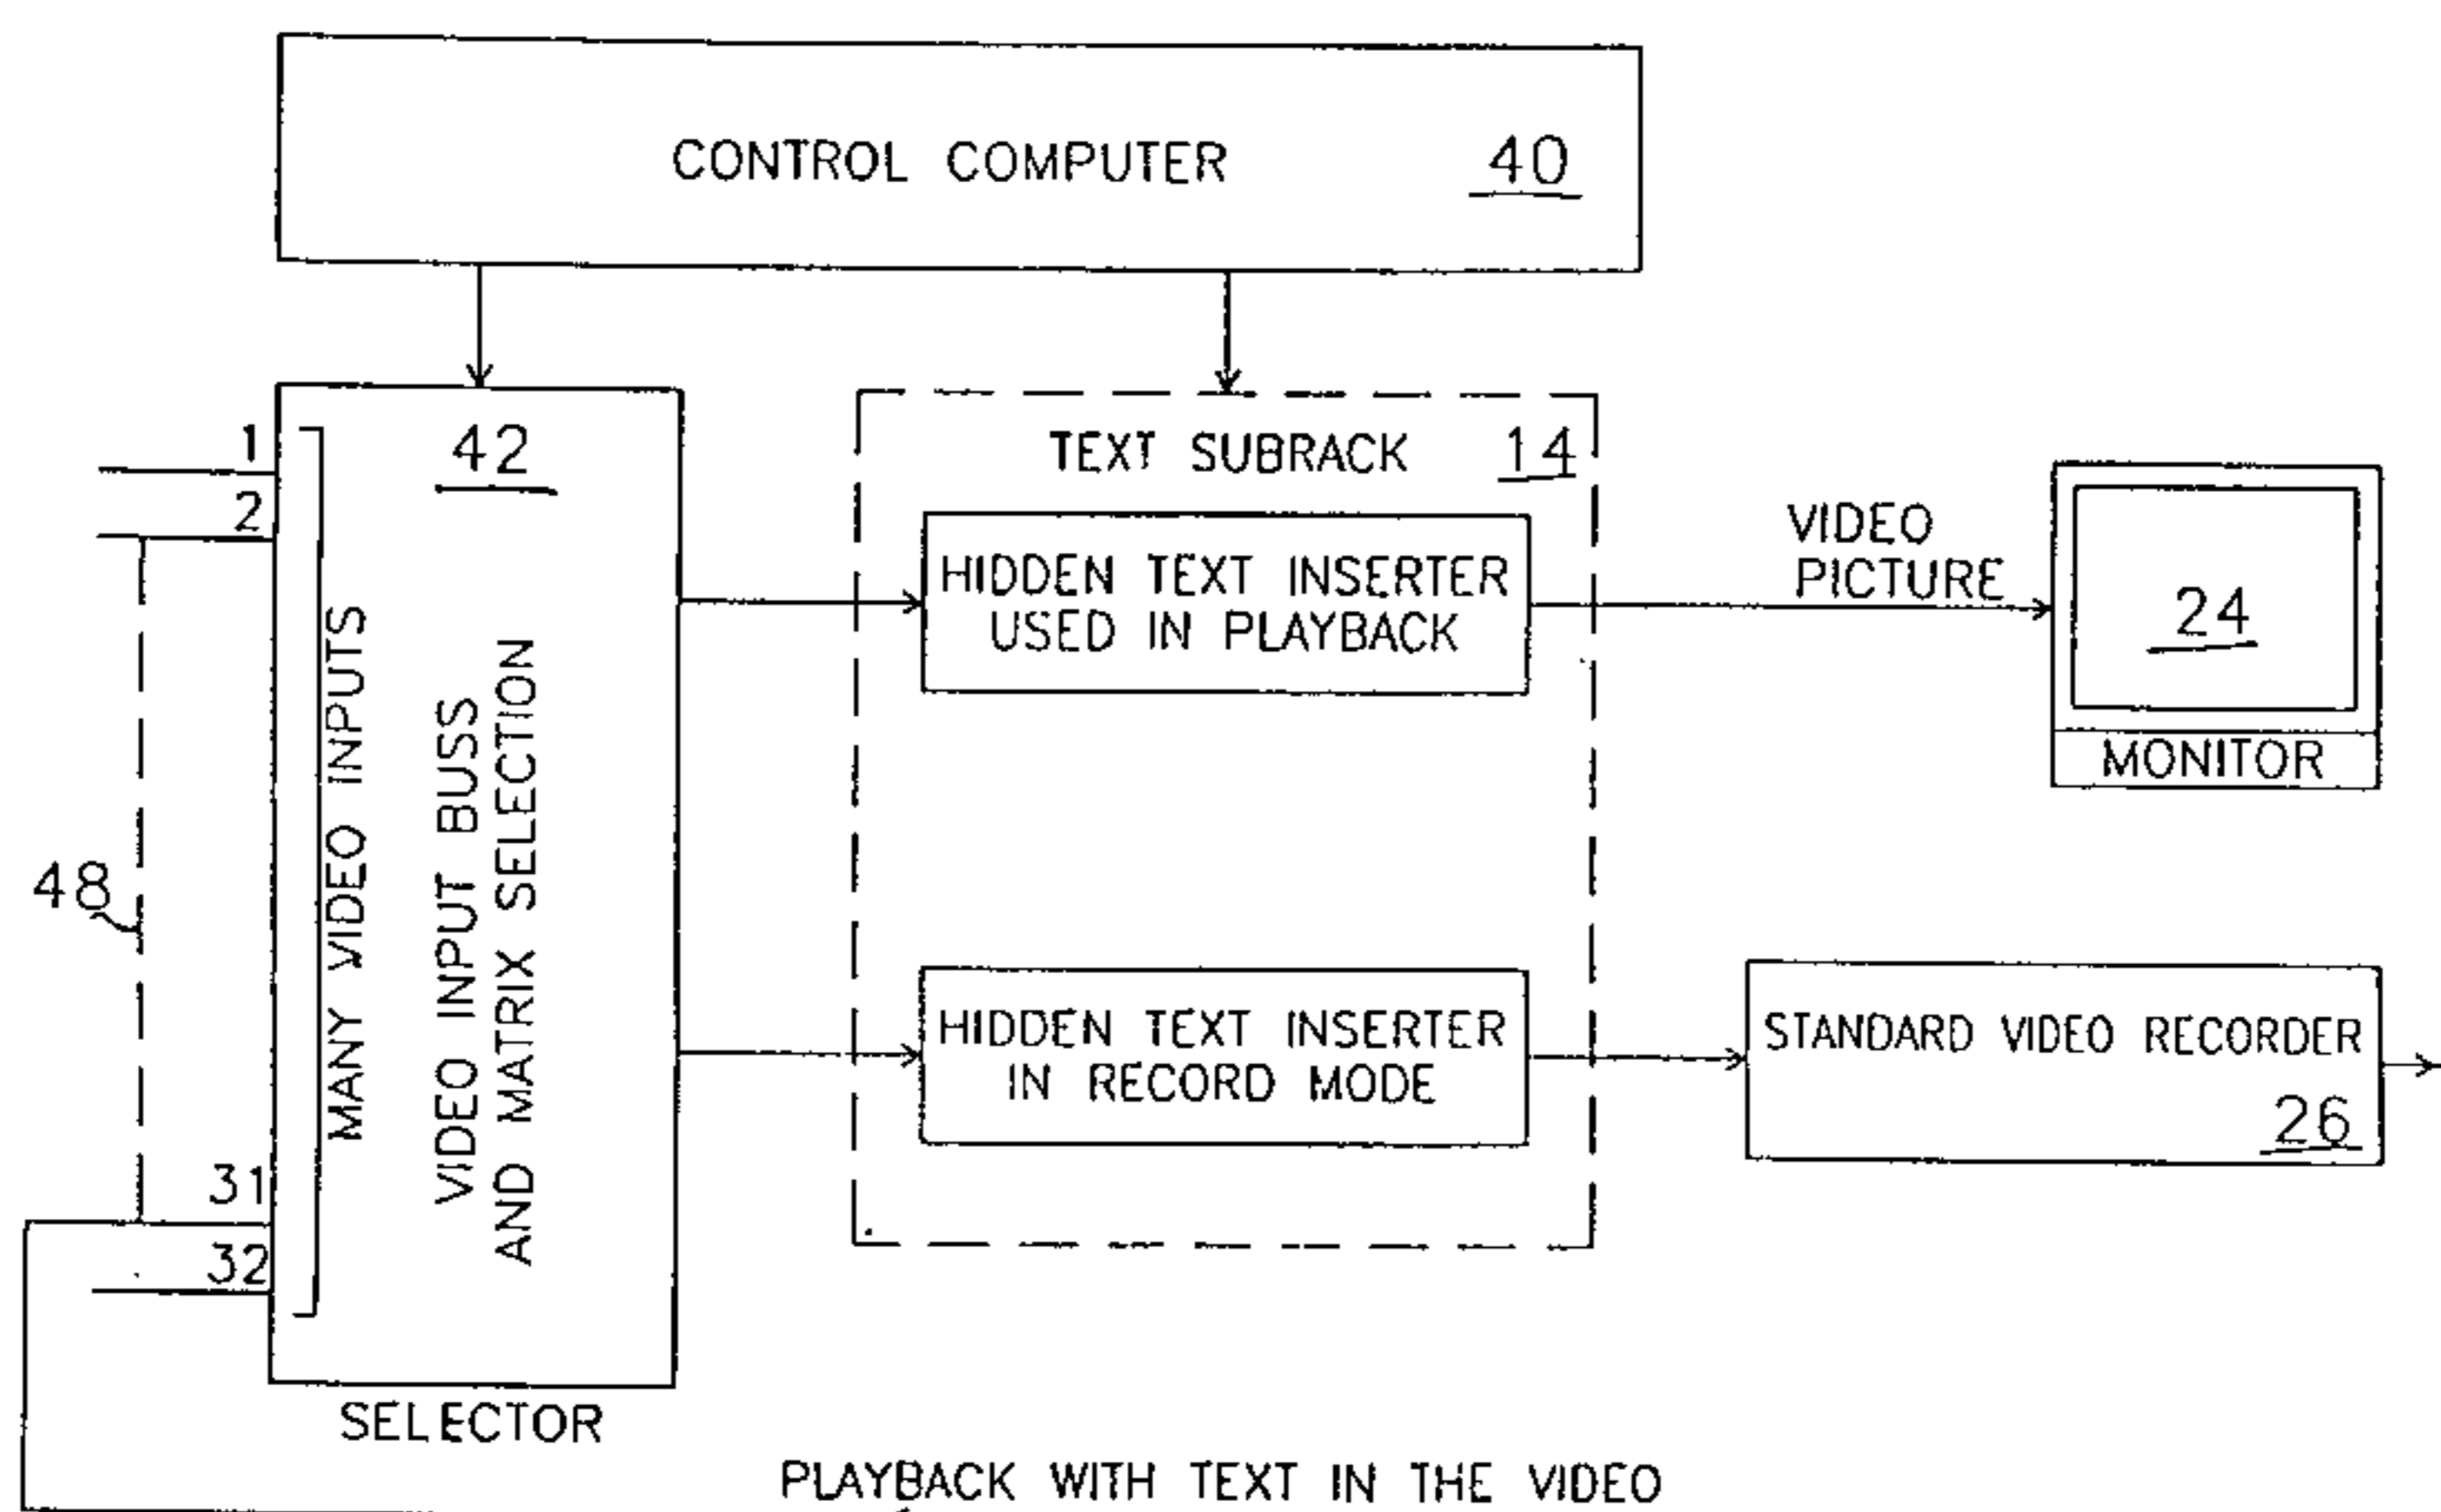 CONTROL COMPUTER 40
1
2
42
MANY VIDEO INPUTS
VIDEO INPUT BUSS
AND MATRIX SELECTION
48
31
32
SELECTOR
TEXT SUBRACK 14
HIDDEN TEXT INSERTER
USED IN PLAYBACK
VIDEO
PICTURE
24
MONITOR
HIDDEN TEXT INSERTER
IN RECORD MODE
STANDARD VIDEO RECORDER
26
PLAYBACK WITH TEXT IN THE VIDEO